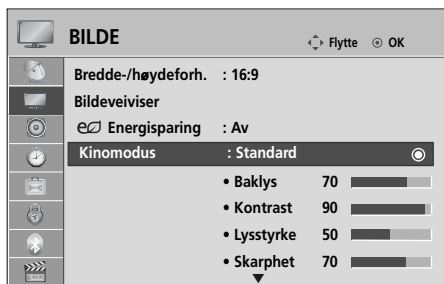 BILDE
Flytte OK
Bredde-/høydeforh. : 16:9
Bildeveiviser
Energisparing : Av
Kinomodus : Standard
• Baklys 70
• Kontrast 90
• Lysstyrke 50
• Skarphet 70